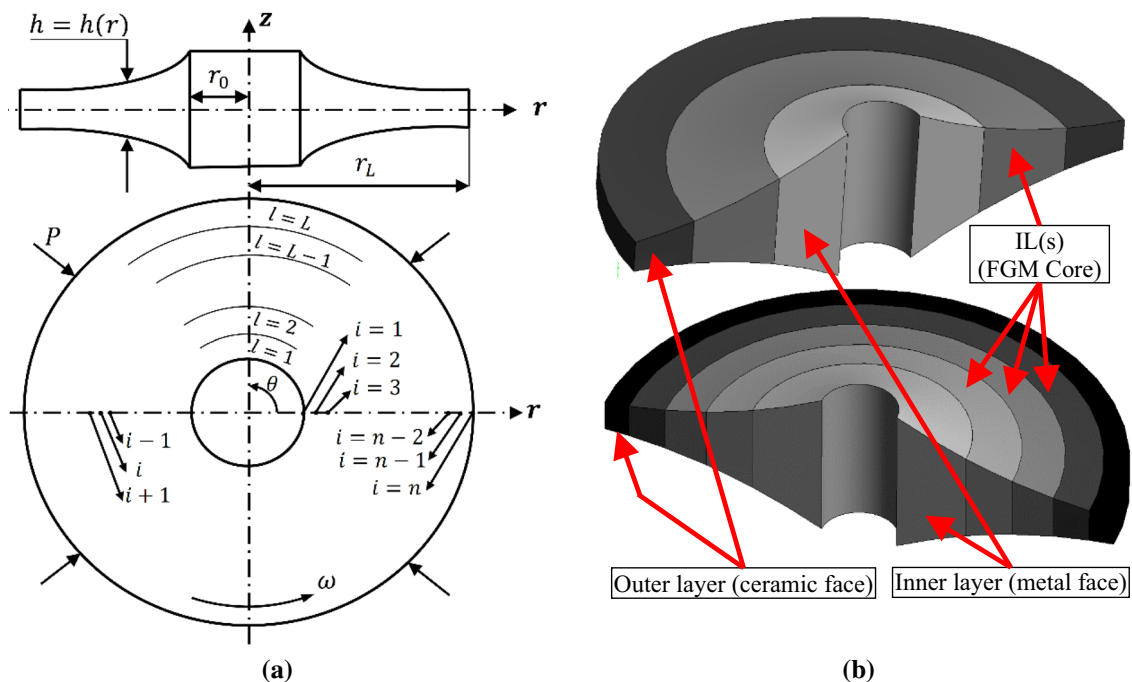 h = h(r)
z
r₀
r
r_L
P
l = L
l = L − 1
l = 2
l = 1
θ
i = 1
i = 2
i = 3
r
i − 1
i
i + 1
i = n − 2
i = n − 1
i = n
ω
(a)
IL(s)
(FGM Core)
Outer layer (ceramic face)
Inner layer (metal face)
(b)